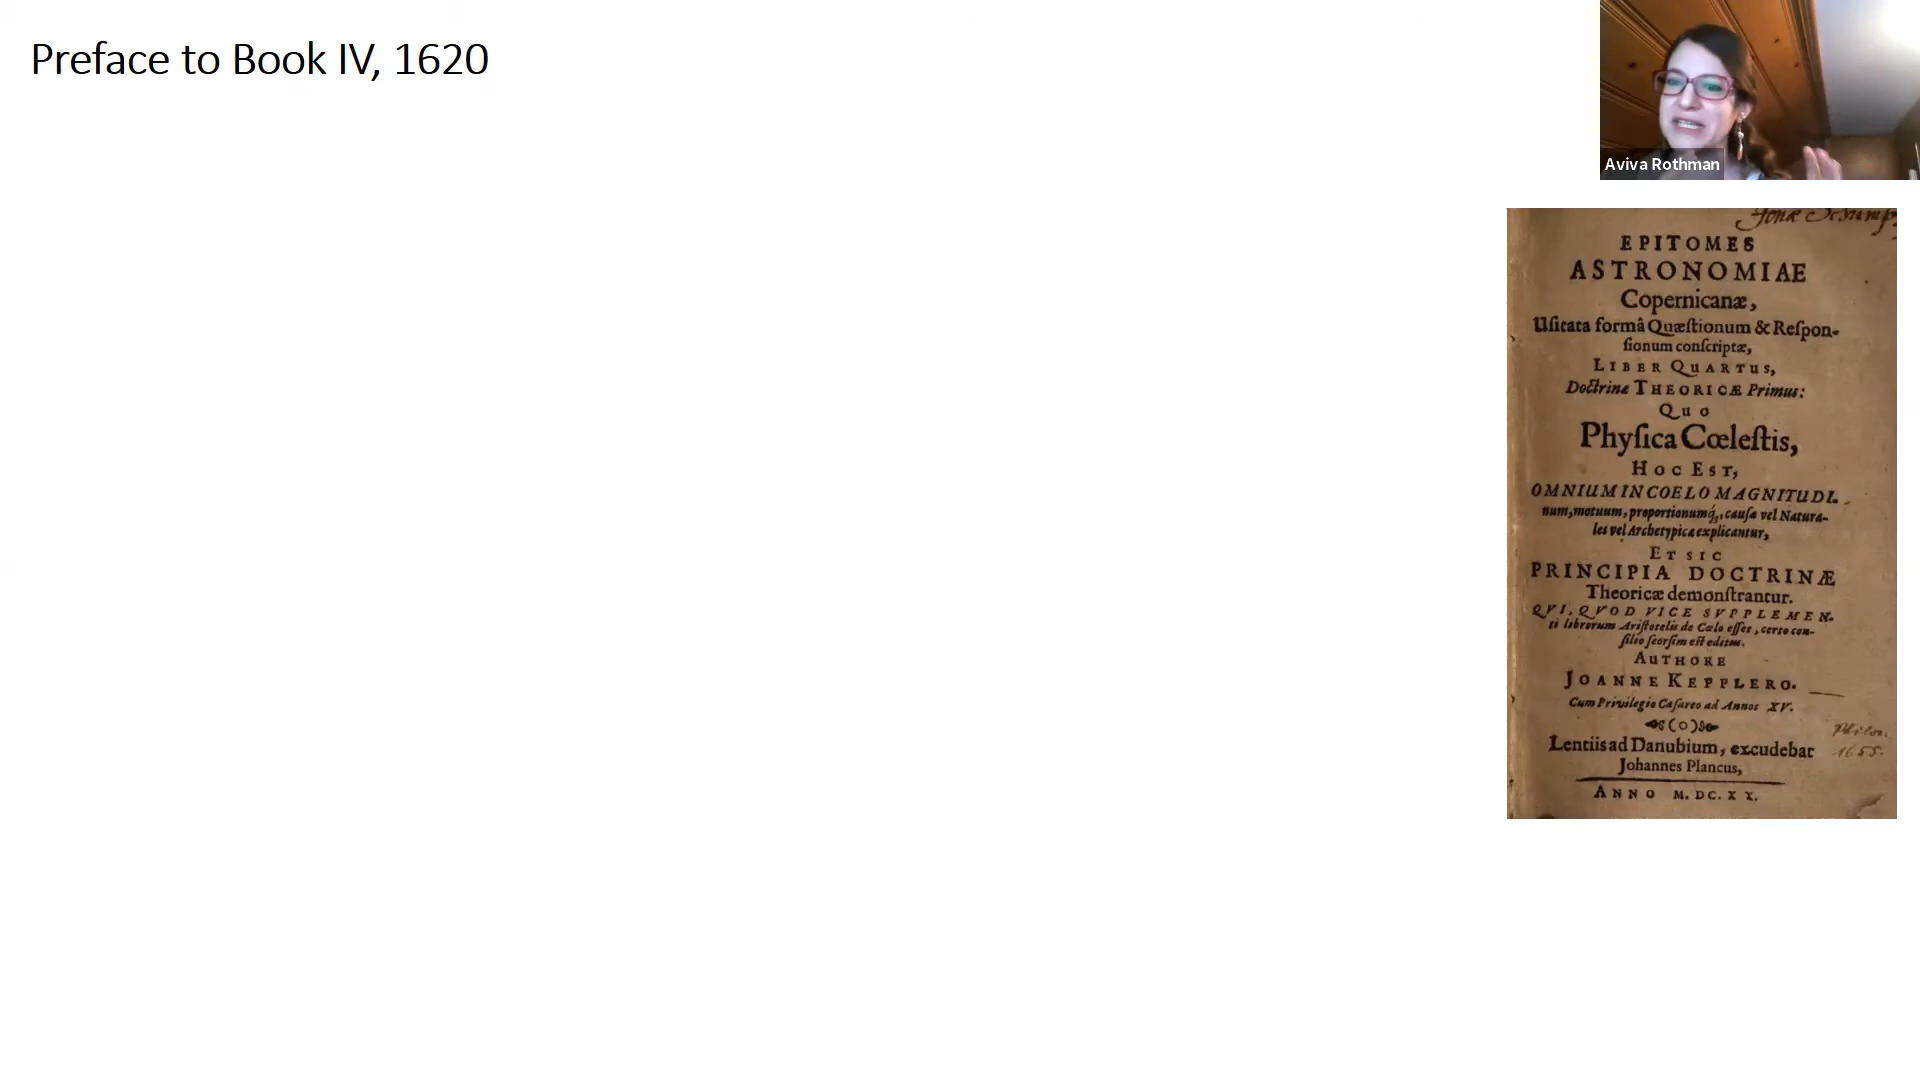 Preface to Book IV, 1620
Aviva Rothman
EPITOMES
ASTRONOMIAE
Copernicanæ,
Uſitata formâ Quæſtionum & Reſpon-
ſionum conſcriptæ,
LIBER QUARTUS,
Doctrinæ THEORICÆ Primus:
QUO
Phyſica Cœleſtis,
HOC EST,
OMNIUM IN COELO MAGNITUDI-
num, motuum, proportionumq́;, cauſæ vel Natura-
les vel Archetypicæ explicantur,
ET SIC
PRINCIPIA DOCTRINÆ
Theoricæ demonſtrantur.
QVI, QVOD VICE SVPPLEMEN-
ti librorum Ariſtotelis de Cœlo eſſet, certo con-
ſilio ſeorſim eſt editus.
AUTHORE
JOANNE KEPPLERO.
Cum Privilegio Cæſareo ad Annos XV.
Lentiis ad Danubium, excudebat
Johannes Plancus,
ANNO M. DC. XX.
1655.